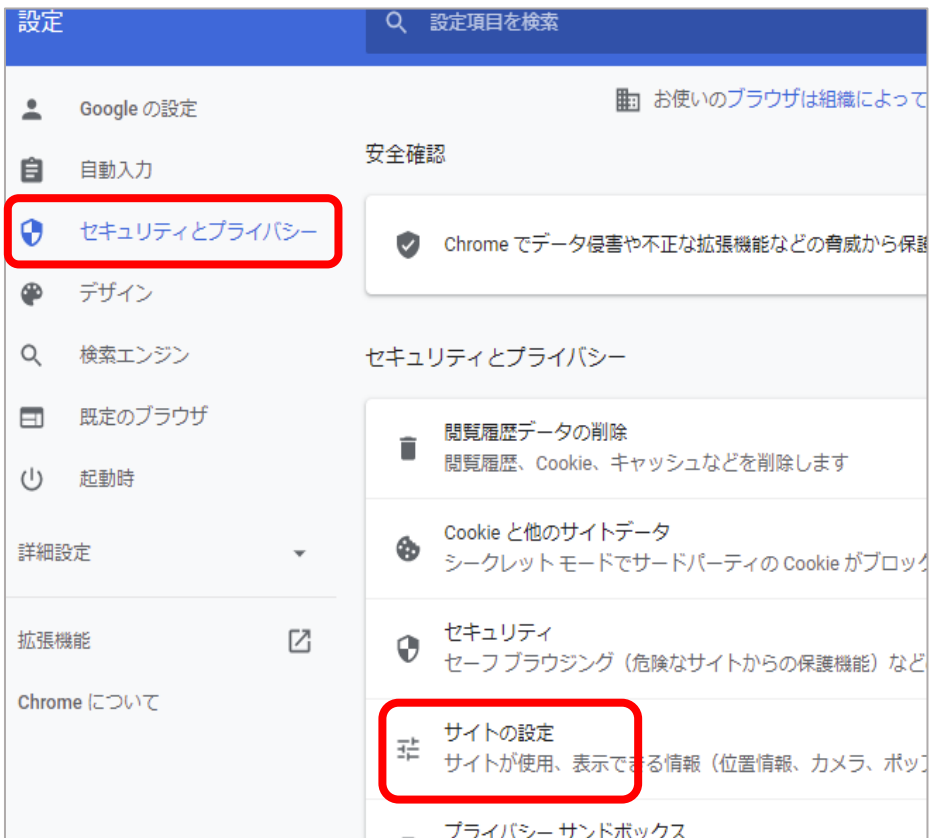 設定
設定項目を検索
Google の設定
自動入力
セキュリティとプライバシー
デザイン
検索エンジン
既定のブラウザ
起動時
詳細設定
拡張機能
Chrome について
お使いのブラウザは組織によって
安全確認
Chrome でデータ侵害や不正な拡張機能などの脅威から保護
セキュリティとプライバシー
閲覧履歴データの削除
閲覧履歴、Cookie、キャッシュなどを削除します
Cookie と他のサイトデータ
シークレット モードでサードパーティの Cookie がブロック
セキュリティ
セーフ ブラウジング（危険なサイトからの保護機能）など
サイトの設定
サイトが使用、表示できる情報（位置情報、カメラ、ポップ
プライバシー サンドボックス